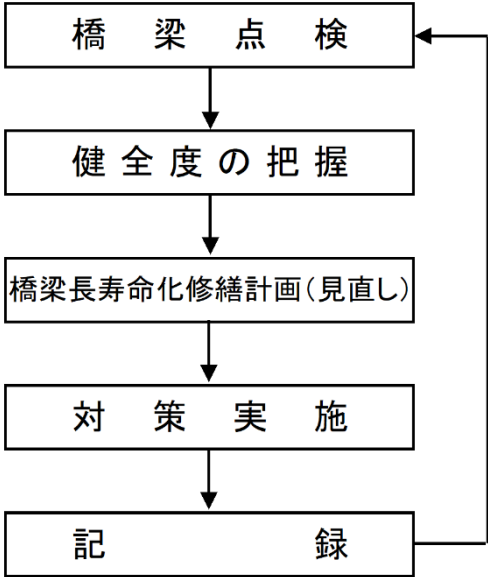 橋梁点検
健全度の把握
橋梁長寿命化修繕計画(見直し)
対策実施
記録